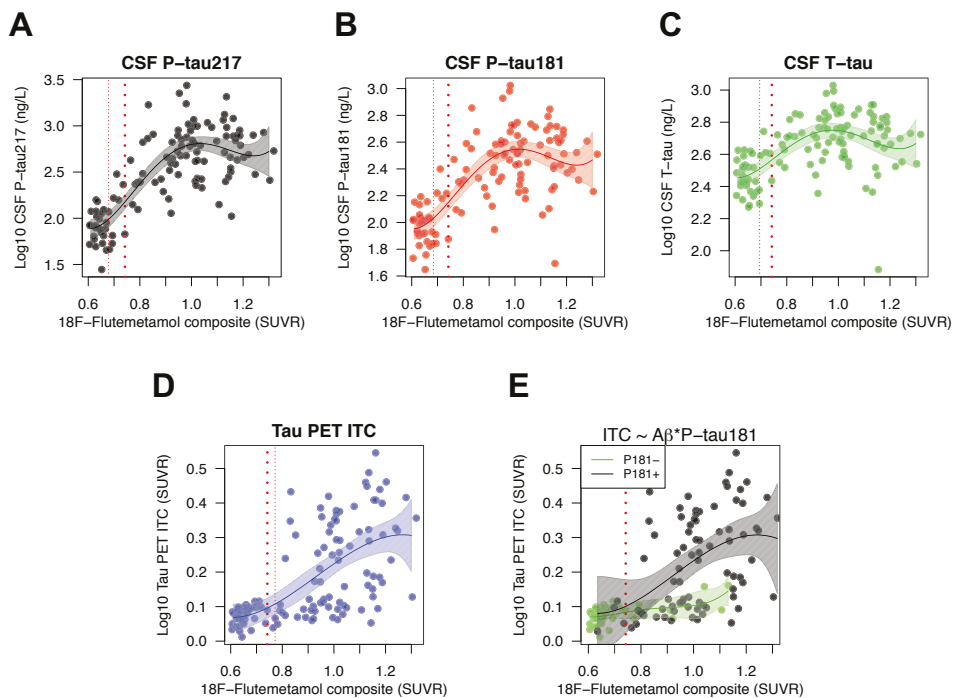 A
CSF P−tau217
Log10 CSF P−tau217 (ng/L)
3.5
3.0
2.5
2.0
1.5
0.6 0.8 1.0 1.2
18F−Flutemetamol composite (SUVR)
B
CSF P−tau181
Log10 CSF P−tau181 (ng/L)
3.0
2.8
2.6
2.4
2.2
2.0
1.8
1.6
0.6 0.8 1.0 1.2
18F−Flutemetamol composite (SUVR)
C
CSF T−tau
Log10 CSF T−tau (ng/L)
3.0
2.8
2.6
2.4
2.2
2.0
0.6 0.8 1.0 1.2
18F−Flutemetamol composite (SUVR)
D
Tau PET ITC
Log10 Tau PET ITC (SUVR)
0.5
0.4
0.3
0.2
0.1
0.0
0.6 0.8 1.0 1.2
18F−Flutemetamol composite (SUVR)
E
ITC ~ Aβ*P−tau181
P181−
P181+
Log10 Tau PET ITC (SUVR)
0.5
0.4
0.3
0.2
0.1
0.0
0.6 0.8 1.0 1.2
18F−Flutemetamol composite (SUVR)